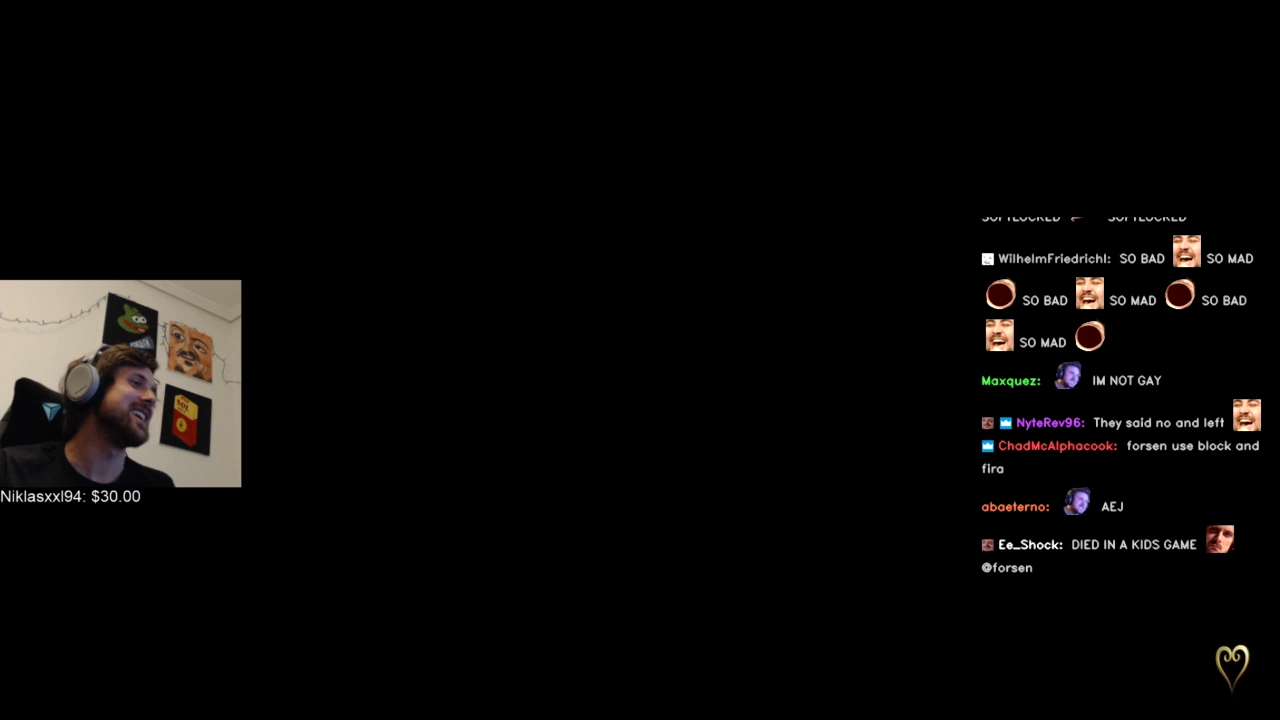 SOFTLOCKED SOFTLOCKED
WilhelmFriedrichI: SO BAD SO MAD
SO BAD SO MAD SO BAD
SO MAD
Maxquez: IM NOT GAY
NyteRev96: They said no and left
ChadMcAlphacook: forsen use block and
fira
Niklasxxl94: $30.00
abaeterno: AEJ
Ee_Shock: DIED IN A KIDS GAME
@forsen